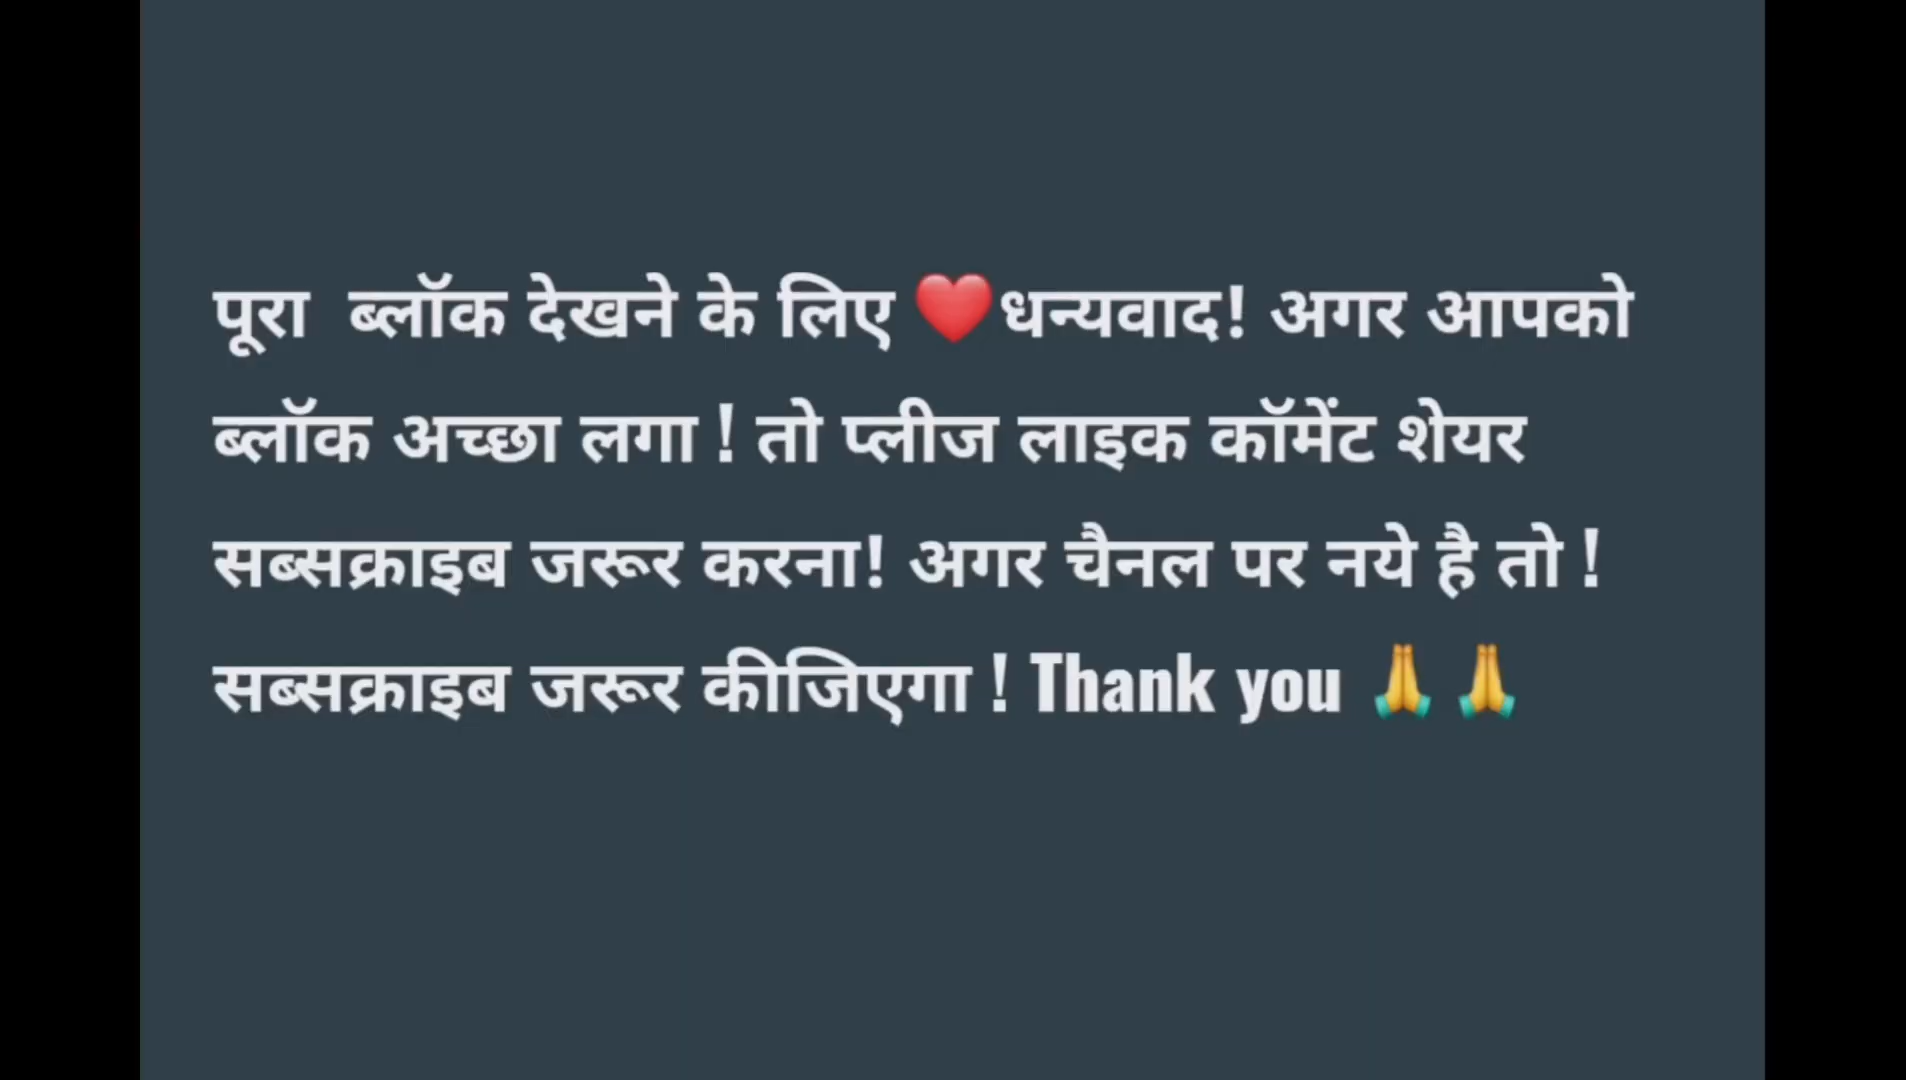 पूरा  ब्लॉक देखने के लिए ❤️धन्यवाद! अगर आपको
ब्लॉक अच्छा लगा ! तो प्लीज लाइक कॉमेंट शेयर
सब्सक्राइब जरूर करना! अगर चैनल पर नये है तो !
सब्सक्राइब जरूर कीजिएगा ! Thank you 🙏 🙏